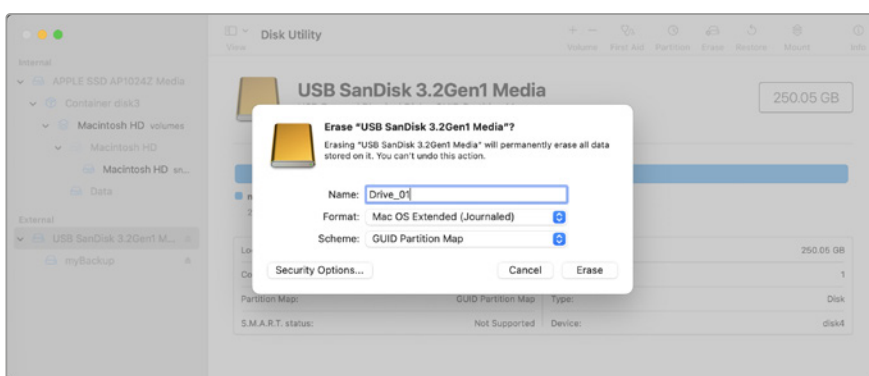 Disk Utility
View
Volume First Aid Partition Erase Restore Mount Info
Internal
APPLE SSD AP1024Z Media
Container disk3
Macintosh HD volumes
Macintosh HD
Macintosh HD sn...
Data
External
USB SanDisk 3.2Gen1 M...
myBackup
USB SanDisk 3.2Gen1 Media
250.05 GB
Erase “USB SanDisk 3.2Gen1 Media”?
Erasing “USB SanDisk 3.2Gen1 Media” will permanently erase all data
stored on it. You can’t undo this action.
Name: Drive_01
Format: Mac OS Extended (Journaled)
Scheme: GUID Partition Map
Security Options... Cancel Erase
250.05 GB
1
Partition Map: GUID Partition Map Type: Disk
S.M.A.R.T. status: Not Supported Device: disk4